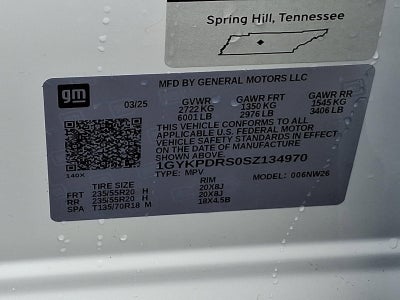 Spring Hill, Tennessee
gm
MFD BY GENERAL MOTORS LLC
03/25 GVWR GAWR FRT GAWR RR
2722 KG 1350 KG 1545 KG
6001 LB 2976 LB 3406 LB
THIS VEHICLE CONFORMS TO ALL
APPLICABLE U.S. FEDERAL MOTOR
VEHICLE SAFETY STANDARDS IN EFFECT
ON THE DATE OF MANUFACTURE SHOWN ABOVE.
1GYKPDRS0SZ134970
140X TYPE: MPV MODEL: 006NW26
TIRE SIZE RIM
FRT 235/55R20 H 20X8J
RR 235/55R20 H 20X8J
SPA T135/70R18 M 18X4.5B